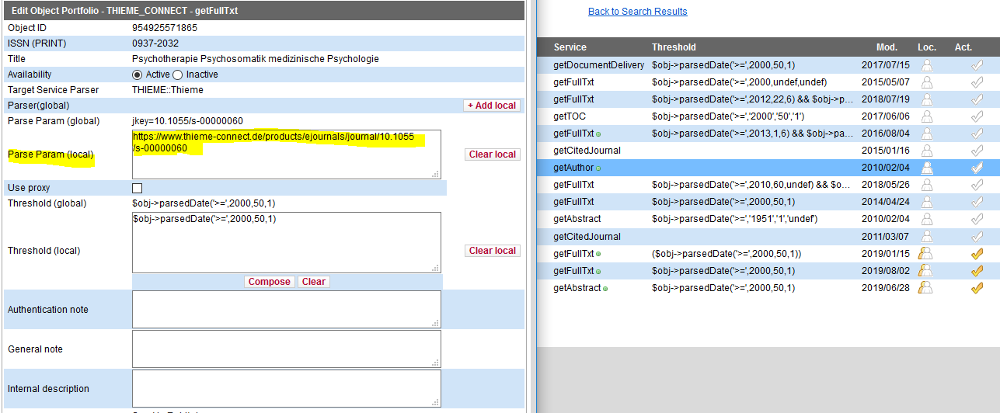 Edit Object Portfolio - THIEME_CONNECT - getFullTxt
Object ID 954925571865
ISSN (PRINT) 0937-2032
Title Psychotherapie Psychosomatik medizinische Psychologie
Availability Active Inactive
Target Service Parser THIEME::Thieme
Parser(global) + Add local
Parse Param (global) jkey=10.1055/s-00000060
https://www.thieme-connect.de/products/ejournals/journal/10.1055
/s-00000060
Parse Param (local) Clear local
Use proxy
Threshold (global) $obj->parsedDate('>=',2000,50,1)
$obj->parsedDate('>=',2000,50,1)
Threshold (local) Clear local
Compose Clear
Authentication note
General note
Internal description
Back to Search Results
Service Threshold Mod. Loc. Act.
getDocumentDelivery $obj->parsedDate('>=',2000,50,1) 2017/07/15
getFullTxt $obj->parsedDate('>=',2000,undef,undef) 2015/05/07
getFullTxt $obj->parsedDate('>=',2012,22,6) && $obj->p... 2018/07/19
getTOC $obj->parsedDate('>=','2000','50','1') 2017/06/06
getFullTxt $obj->parsedDate('>=',2013,1,6) && $obj->pa... 2016/08/04
getCitedJournal 2015/01/16
getAuthor 2010/02/04
getFullTxt $obj->parsedDate('>=',2010,60,undef) && $o... 2018/05/26
getFullTxt $obj->parsedDate('>=',2000,50,1) 2014/04/24
getAbstract $obj->parsedDate('>=','1951','1','undef') 2010/02/04
getCitedJournal 2011/03/07
getFullTxt ($obj->parsedDate('>=',2000,50,1)) 2019/01/15
getFullTxt $obj->parsedDate('>=',2000,50,1) 2019/08/02
getAbstract $obj->parsedDate('>=',2000,50,1) 2019/06/28